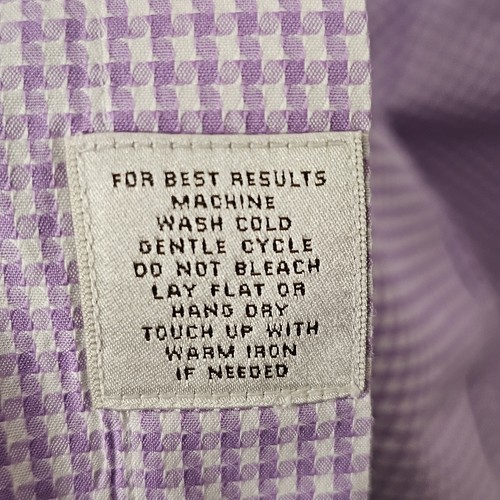 FOR BEST RESULTS
MACHINE
WASH COLD
GENTLE CYCLE
DO NOT BLEACH
LAY FLAT OR
HANG DRY
TOUCH UP WITH
WARM IRON
IF NEEDED